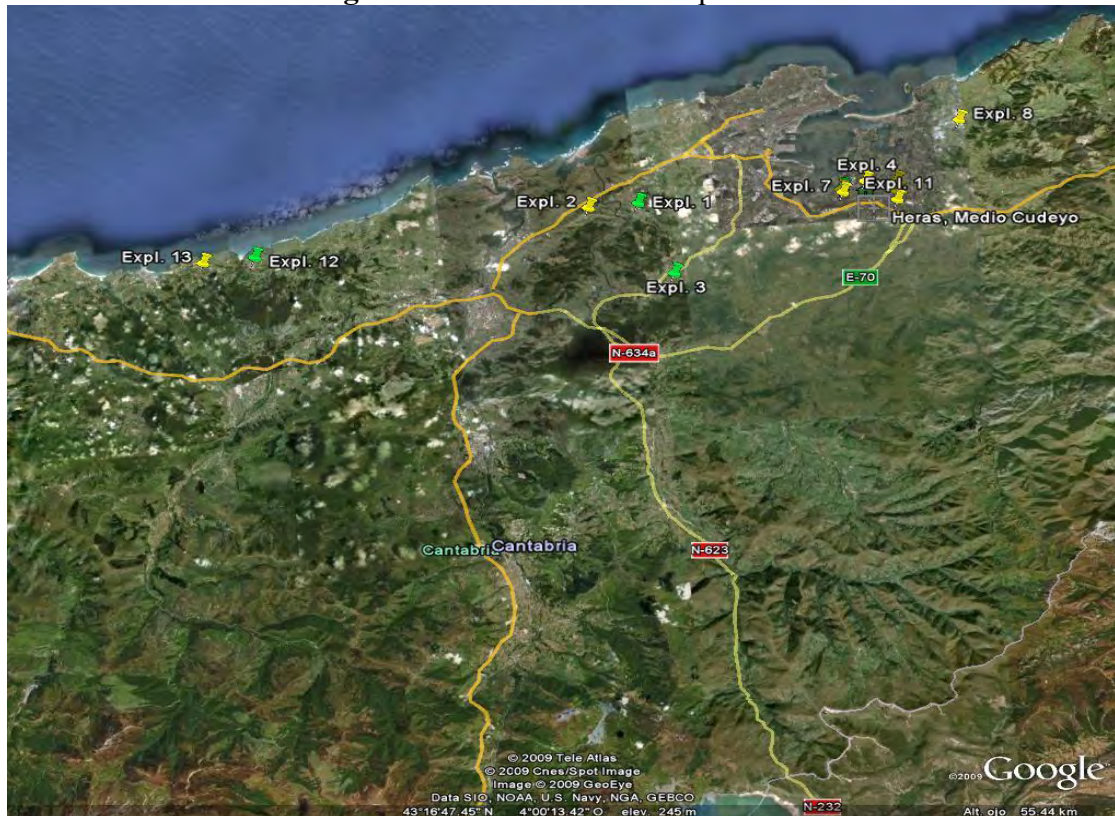 Expl. 8
Expl. 4
Expl. 7
Expl. 11
Expl. 2
Expl. 1
Heras, Medio Cudeyo
Expl. 13
Expl. 12
Expl. 3
E-70
N-634a
Cantabria
Cantabria
N-623
© 2009 Tele Atlas
© 2009 Cnes/Spot Image
Image © 2009 GeoEye
Data SIO, NOAA, U.S. Navy, NGA, GEBCO
©2009 Google
N-232
43°16'47.45" N 4°00'13.42" O elev. 245 m
Alt. ojo 55.44 km